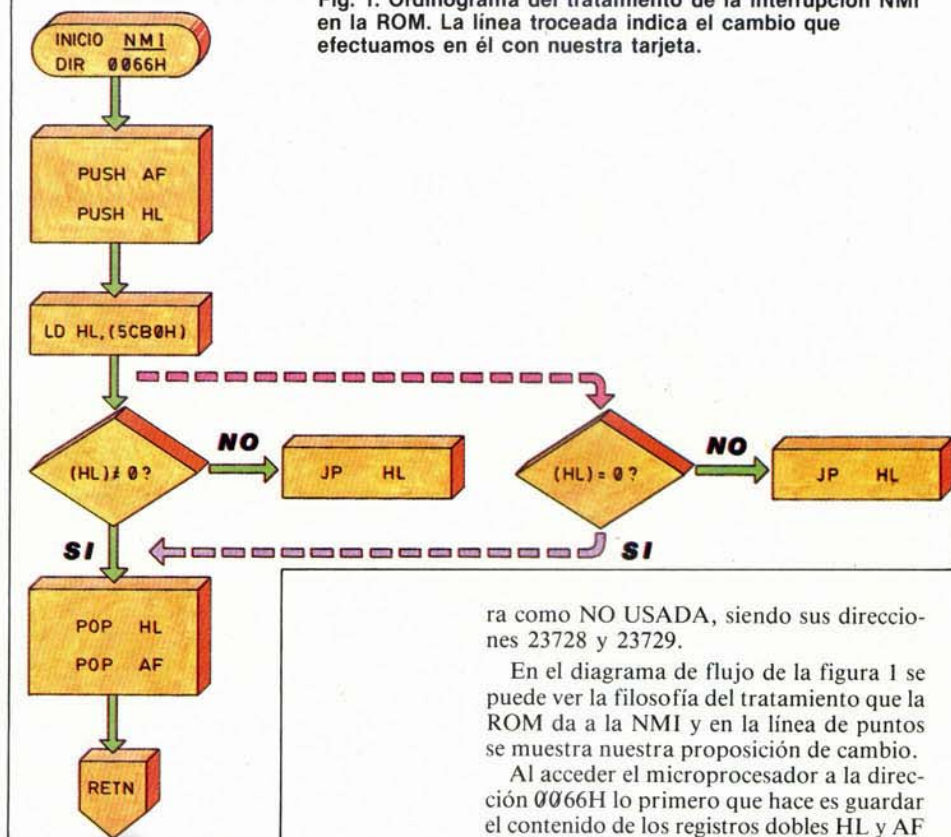 Fig. 1. Ordinograma del tratamiento de la interrupción NMI
en la ROM. La línea troceada indica el cambio que
efectuamos en él con nuestra tarjeta.
INICIO NMI
DIR 0066H
PUSH AF
PUSH HL
LD HL,(5CB0H)
(HL)≠0?
NO
JP HL
(HL)=0?
NO
JP HL
SI
SI
POP HL
POP AF
RETN
ra como NO USADA, siendo sus direccio-
nes 23728 y 23729.
En el diagrama de flujo de la figura 1 se
puede ver la filosofía del tratamiento que la
ROM da a la NMI y en la línea de puntos
se muestra nuestra proposición de cambio.
Al acceder el microprocesador a la direc-
ción 0066H lo primero que hace es guardar
el contenido de los registros dobles HL y AF